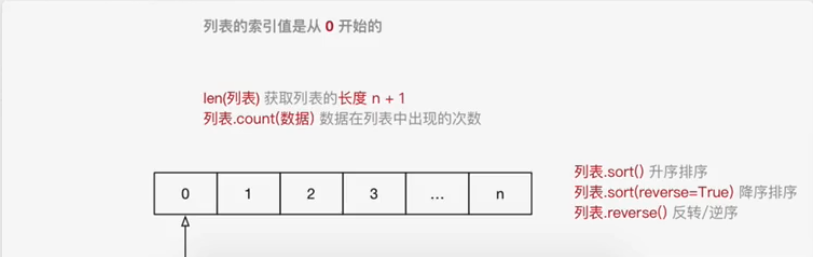 列表的索引值是从 0 开始的
len(列表) 获取列表的长度 n + 1
列表.count(数据) 数据在列表中出现的次数
0 1 2 3 ... n
列表.sort() 升序排序
列表.sort(reverse=True) 降序排序
列表.reverse() 反转/逆序